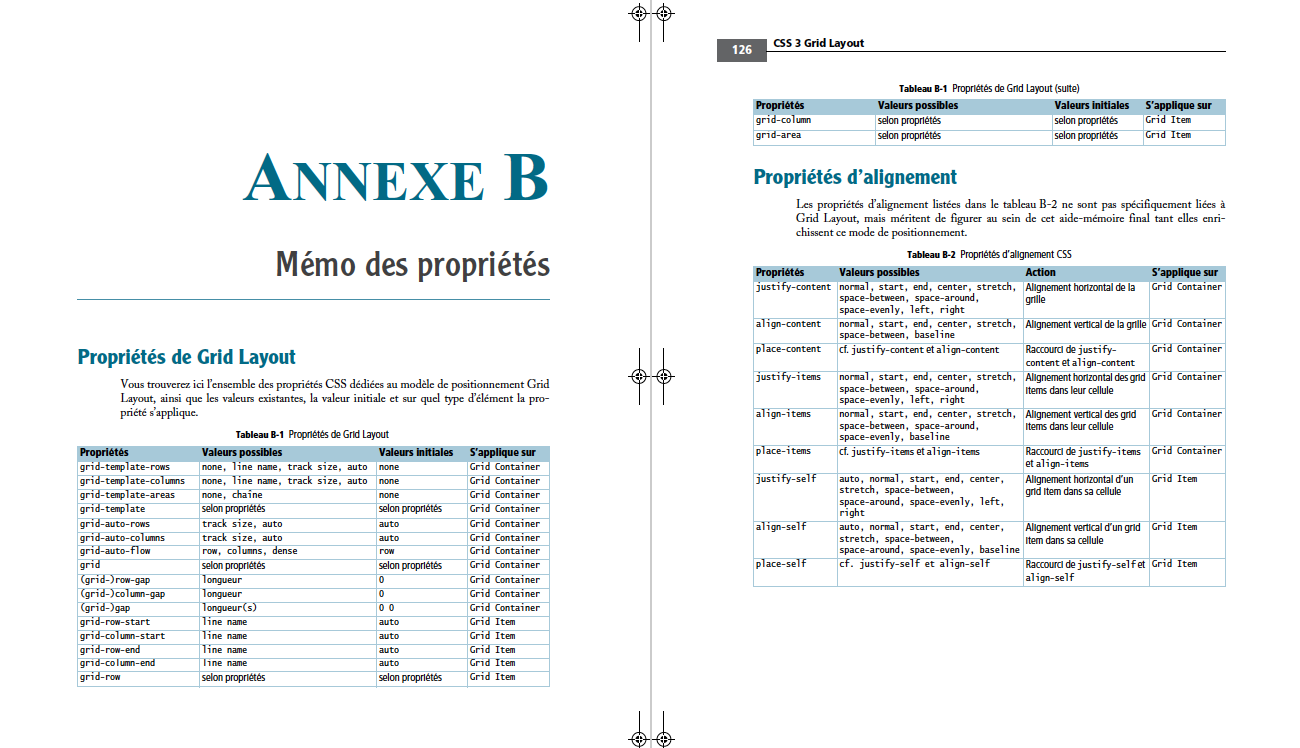 ANNEXE B
Mémo des propriétés
Propriétés de Grid Layout
Vous trouverez ici l’ensemble des propriétés CSS dédiées au modèle de positionnement Grid
Layout, ainsi que les valeurs existantes, la valeur initiale et sur quel type d’élément la pro-
priété s’applique.
Tableau B-1 Propriétés de Grid Layout
Propriétés Valeurs possibles Valeurs initiales S’applique sur
grid-template-rows none, line name, track size, auto none Grid Container
grid-template-columns none, line name, track size, auto none Grid Container
grid-template-areas none, chaîne none Grid Container
grid-template selon propriétés selon propriétés Grid Container
grid-auto-rows track size, auto auto Grid Container
grid-auto-columns track size, auto auto Grid Container
grid-auto-flow row, columns, dense row Grid Container
grid selon propriétés selon propriétés Grid Container
(grid-)row-gap longueur 0 Grid Container
(grid-)column-gap longueur 0 Grid Container
(grid-)gap longueur(s) 0 0 Grid Container
grid-row-start line name auto Grid Item
grid-column-start line name auto Grid Item
grid-row-end line name auto Grid Item
grid-column-end line name auto Grid Item
grid-row selon propriétés selon propriétés Grid Item
126 CSS 3 Grid Layout
Tableau B-1 Propriétés de Grid Layout (suite)
Propriétés Valeurs possibles Valeurs initiales S’applique sur
grid-column selon propriétés selon propriétés Grid Item
grid-area selon propriétés selon propriétés Grid Item
Propriétés d’alignement
Les propriétés d’alignement listées dans le tableau B-2 ne sont pas spécifiquement liées à
Grid Layout, mais méritent de figurer au sein de cet aide-mémoire final tant elles enri-
chissent ce mode de positionnement.
Tableau B-2 Propriétés d’alignement CSS
Propriétés Valeurs possibles Action S’applique sur
justify-content normal, start, end, center, stretch, Alignement horizontal de la Grid Container
space-between, space-around, grille
space-evenly, left, right
align-content normal, start, end, center, stretch, Alignement vertical de la grille Grid Container
space-between, baseline
place-content cf. justify-content et align-content Raccourci de justify- Grid Container
content et align-content
justify-items normal, start, end, center, stretch, Alignement horizontal des grid Grid Container
space-between, space-around, items dans leur cellule
space-evenly, left, right
align-items normal, start, end, center, stretch, Alignement vertical des grid Grid Container
space-between, space-around, items dans leur cellule
space-evenly, baseline
place-items cf. justify-items et align-items Raccourci de justify-items Grid Container
et align-items
justify-self auto, normal, start, end, center, Alignement horizontal d’un Grid Item
stretch, space-between, grid item dans sa cellule
space-around, space-evenly, left,
right
align-self auto, normal, start, end, center, Alignement vertical d’un grid Grid Item
stretch, space-between, item dans sa cellule
space-around, space-evenly, baseline
place-self cf. justify-self et align-self Raccourci de justify-self et Grid Item
align-self